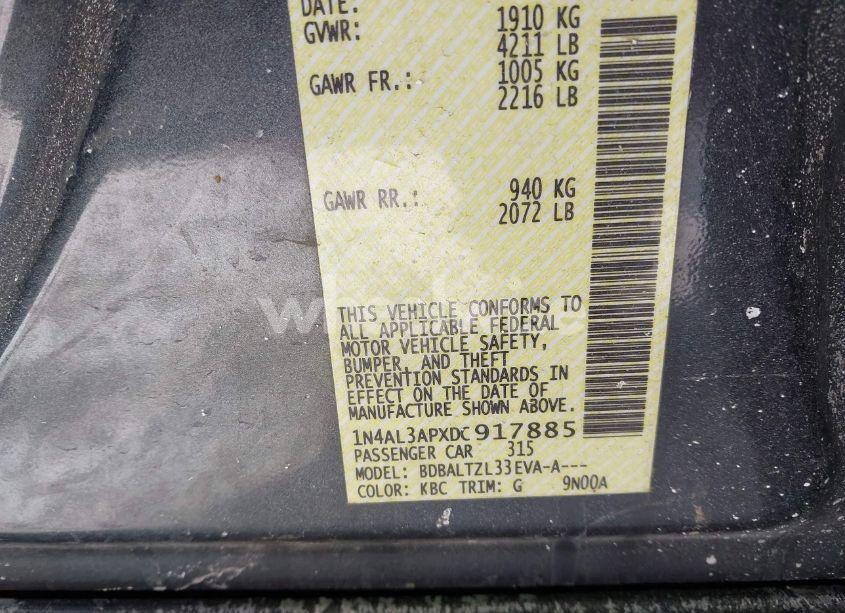 DATE:
GVWR: 1910 KG
4211 LB
GAWR FR.: 1005 KG
2216 LB
GAWR RR.: 940 KG
2072 LB
THIS VEHICLE CONFORMS TO
ALL APPLICABLE FEDERAL
MOTOR VEHICLE SAFETY,
BUMPER, AND THEFT
PREVENTION STANDARDS IN
EFFECT ON THE DATE OF
MANUFACTURE SHOWN ABOVE.
1N4AL3APXDC917885
PASSENGER CAR 315
MODEL: BDBALTZL33EVA-A---
COLOR: KBC TRIM: G 9N00A